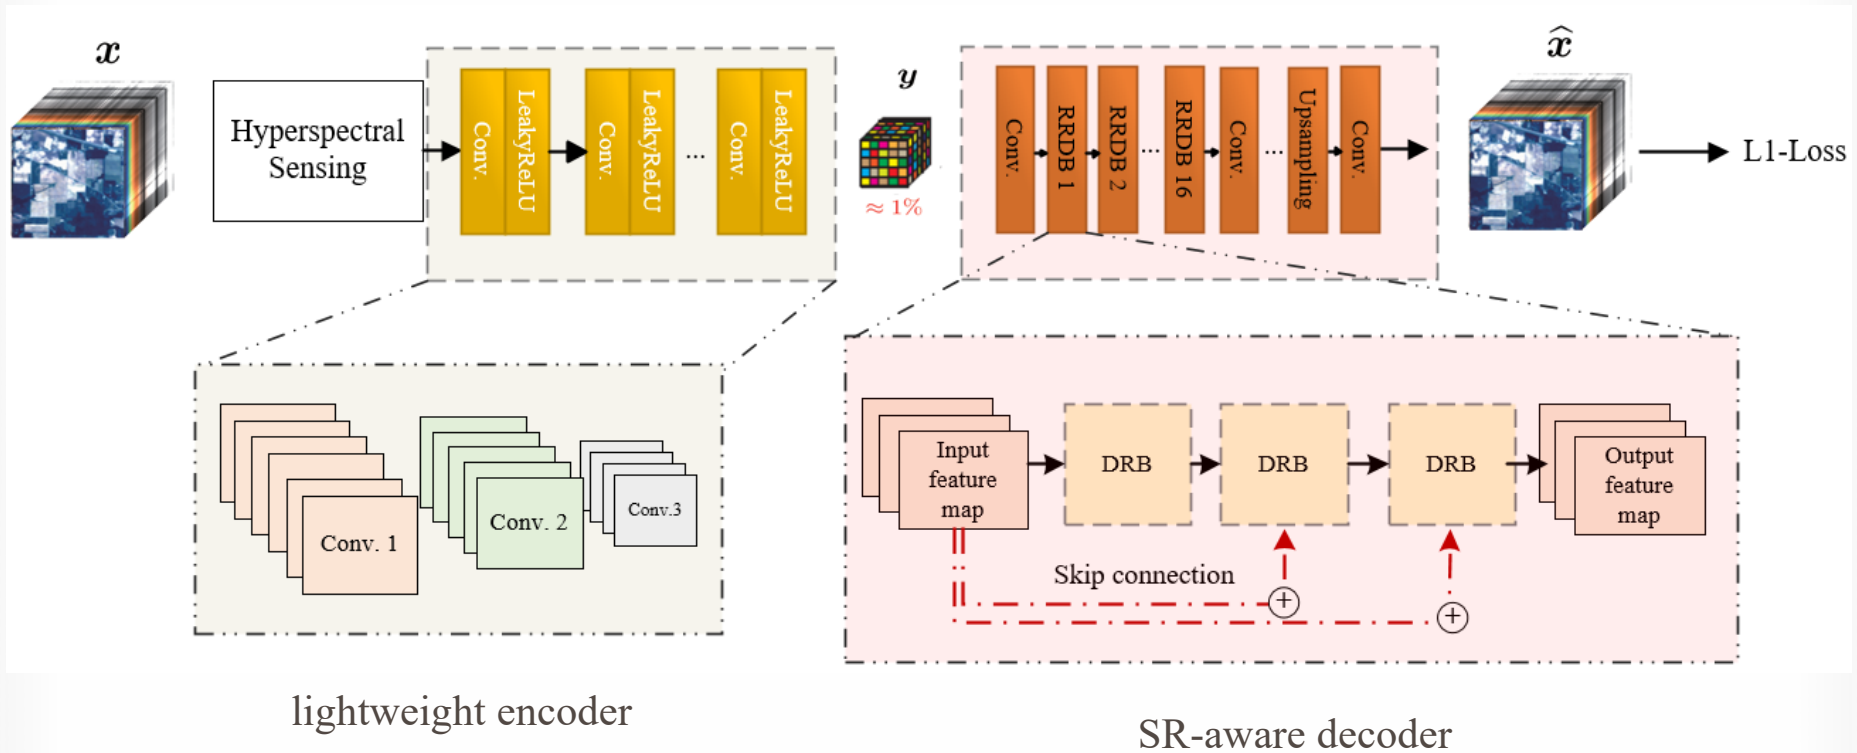 x
Hyperspectral
Sensing
Conv.
LeakyReLU
Conv.
LeakyReLU
...
Conv.
LeakyReLU
y
≈ 1%
Conv.
RRDB 1
RRDB 2
...
RRDB 16
Conv.
...
Upsampling
Conv.
x̂
L1-Loss
Conv. 1
Conv. 2
Conv.3
Input
feature
map
DRB
DRB
DRB
Output
feature
map
Skip connection
+
+
lightweight encoder
SR-aware decoder